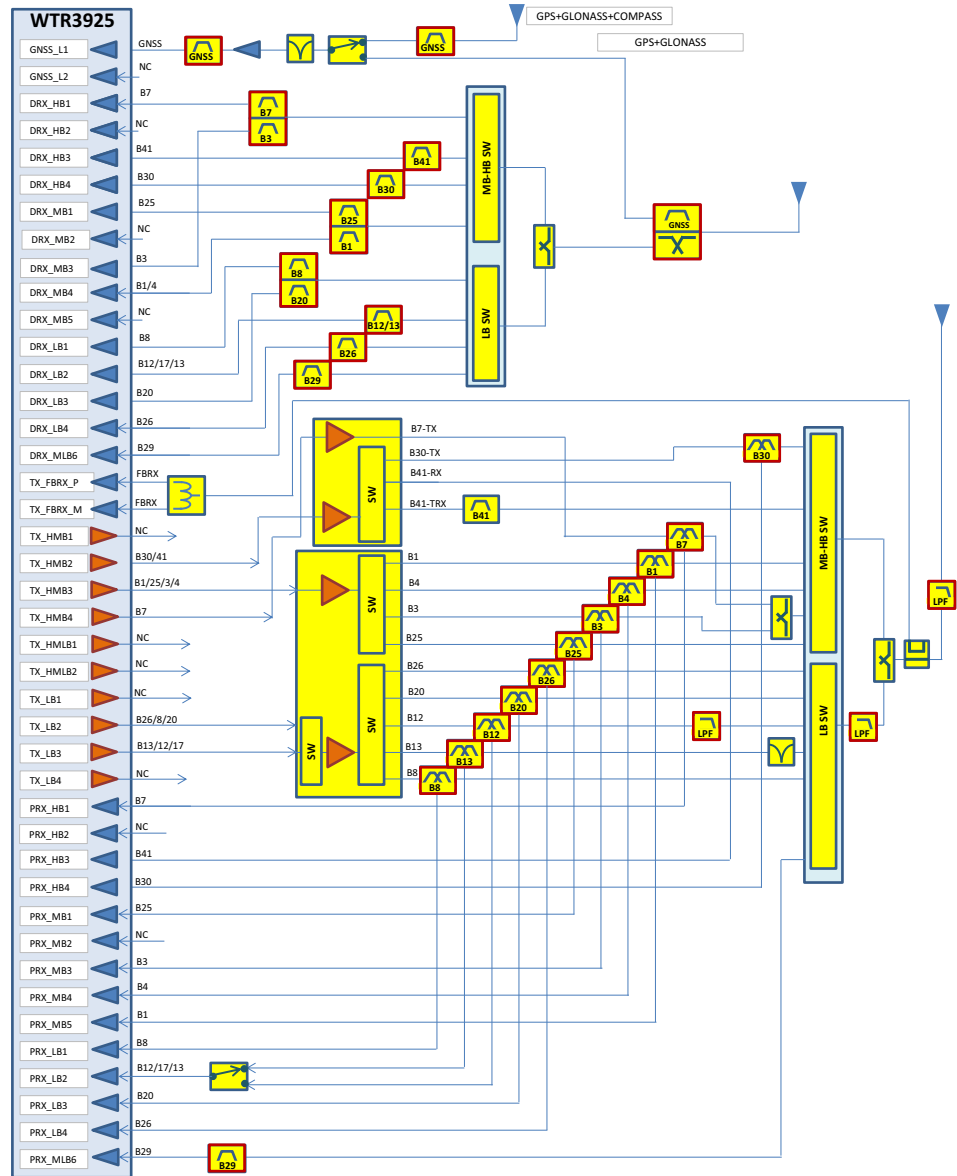 WTR3925
GPS+GLONASS+COMPASS
GPS+GLONASS
GNSS_L1
GNSS
GNSS
GNSS
GNSS_L2
NC
DRX_HB1
B7
B7
DRX_HB2
NC
B3
DRX_HB3
B41
B41
DRX_HB4
B30
B30
MB-HB SW
DRX_MB1
B25
B25
GNSS
DRX_MB2
NC
B1
DRX_MB3
B3
B8
DRX_MB4
B1/4
B20
DRX_MB5
NC
B12/13
LB SW
DRX_LB1
B8
B26
DRX_LB2
B12/17/13
B29
DRX_LB3
B20
DRX_LB4
B26
DRX_MLB6
B29
B7-TX
B30-TX
B30
TX_FBRX_P
FBRX
B41-RX
SW
TX_FBRX_M
FBRX
B41-TRX
B41
MB-HB SW
TX_HMB1
NC
B7
TX_HMB2
B30/41
B1
B1
TX_HMB3
B1/25/3/4
SW
B4
B4
LPF
TX_HMB4
B7
B3
B3
TX_HMLB1
NC
B25
B25
TX_HMLB2
NC
B26
B26
TX_LB1
NC
B20
B20
LB SW
TX_LB2
B26/8/20
SW
B12
B12
LPF
LPF
TX_LB3
B13/12/17
SW
B13
B13
TX_LB4
NC
B8
B8
PRX_HB1
B7
PRX_HB2
NC
PRX_HB3
B41
PRX_HB4
B30
PRX_MB1
B25
PRX_MB2
NC
PRX_MB3
B3
PRX_MB4
B4
PRX_MB5
B1
PRX_LB1
B8
PRX_LB2
B12/17/13
PRX_LB3
B20
PRX_LB4
B26
PRX_MLB6
B29
B29